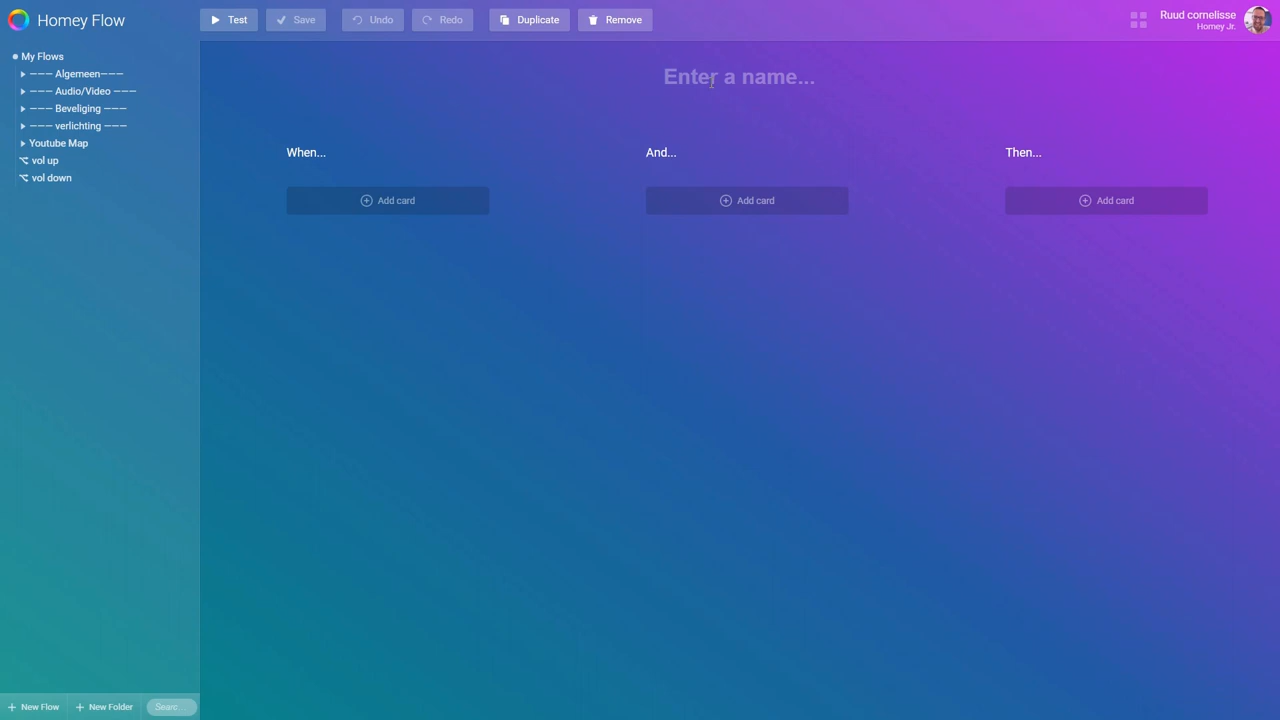 Homey Flow
Test
Save
Undo
Redo
Duplicate
Remove
Ruud cornelisse
Homey Jr.
My Flows
——— Algemeen———
——— Audio/Video ———
——— Beveliging ———
——— verlichting ———
Youtube Map
vol up
vol down
Enter a name...
When...
And...
Then...
Add card
Add card
Add card
New Flow
New Folder
Searc...